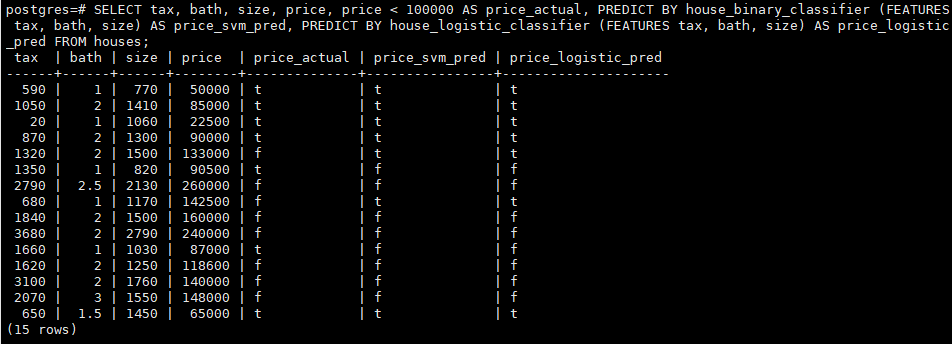 postgres=# SELECT tax, bath, size, price, price < 100000 AS price_actual, PREDICT BY house_binary_classifier (FEATURES
 tax, bath, size) AS price_svm_pred, PREDICT BY house_logistic_classifier (FEATURES tax, bath, size) AS price_logistic
_pred FROM houses;
 tax  | bath | size | price  | price_actual | price_svm_pred | price_logistic_pred
------+------+------+--------+--------------+----------------+---------------------
  590 |    1 |  770 |  50000 | t            | t              | t
 1050 |    2 | 1410 |  85000 | t            | t              | t
   20 |    1 | 1060 |  22500 | t            | t              | t
  870 |    2 | 1300 |  90000 | t            | t              | t
 1320 |    2 | 1500 | 133000 | f            | t              | t
 1350 |    1 |  820 |  90500 | t            | f              | f
 2790 |  2.5 | 2130 | 260000 | f            | f              | f
  680 |    1 | 1170 | 142500 | f            | t              | t
 1840 |    2 | 1500 | 160000 | f            | f              | f
 3680 |    2 | 2790 | 240000 | f            | f              | f
 1660 |    1 | 1030 |  87000 | t            | f              | f
 1620 |    2 | 1250 | 118600 | f            | f              | f
 3100 |    2 | 1760 | 140000 | f            | f              | f
 2070 |    3 | 1550 | 148000 | f            | f              | f
  650 |  1.5 | 1450 |  65000 | t            | t              | t
(15 rows)